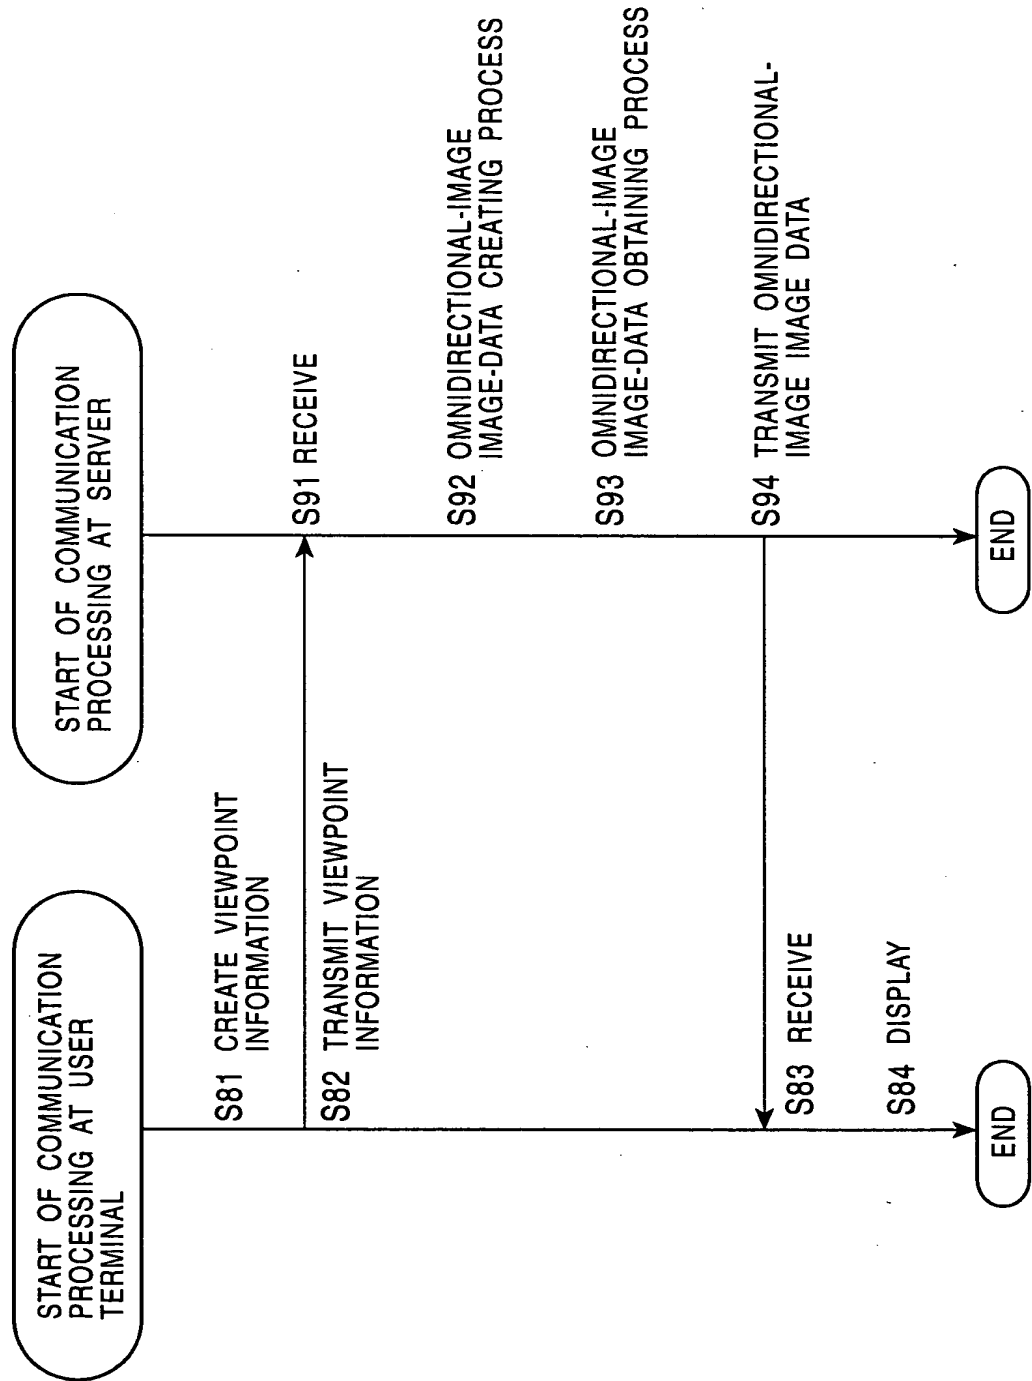 START OF COMMUNICATION
PROCESSING AT USER
TERMINAL
S81 CREATE VIEWPOINT
INFORMATION
S82 TRANSMIT VIEWPOINT
INFORMATION
S83 RECEIVE
S84 DISPLAY
END
START OF COMMUNICATION
PROCESSING AT SERVER
S91 RECEIVE
S92 OMNIDIRECTIONAL-IMAGE
IMAGE-DATA CREATING PROCESS
S93 OMNIDIRECTIONAL-IMAGE
IMAGE-DATA OBTAINING PROCESS
S94 TRANSMIT OMNIDIRECTIONAL-
IMAGE IMAGE DATA
END